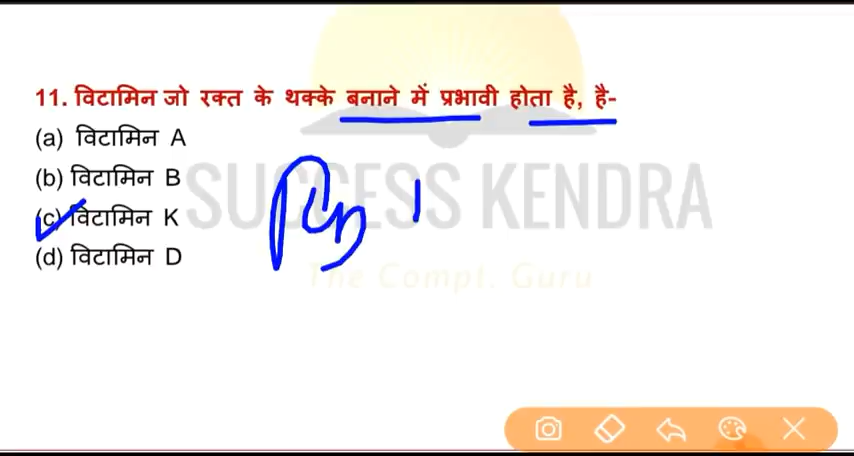 11. विटामिन जो रक्त के थक्के बनाने में प्रभावी होता है, है-
(a) विटामिन A
(b) विटामिन B
(c) विटामिन K
(d) विटामिन D
SUCCESS KENDRA
The Compt. Guru